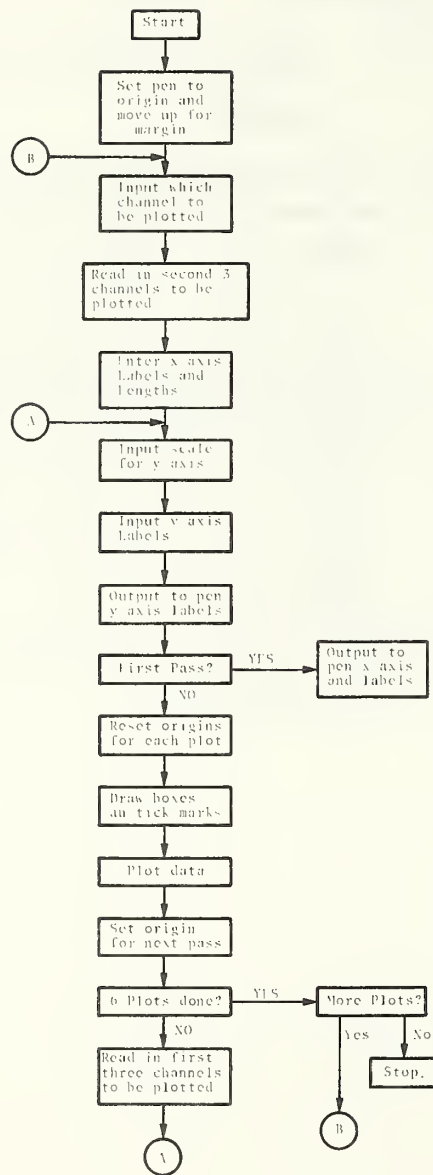 Start
Set pen to
origin and
move up for
margin
B
Input which
channel to
be plotted
Read in second 3
channels to be
plotted
Inter x axis
Labels and
lengths
A
Input scale
for y axis
Input y axis
Labels
Output to pen
y axis labels
First Pass?
YES
Output to
pen x axis
and labels
NO
Reset origins
for each plot
Draw boxes
an tick marks
Plot data
Set origin
for next pass
6 Plots done?
YES
More Plots?
NO
Yes
No
Read in first
three channels
to be plotted
Stop.
A
B